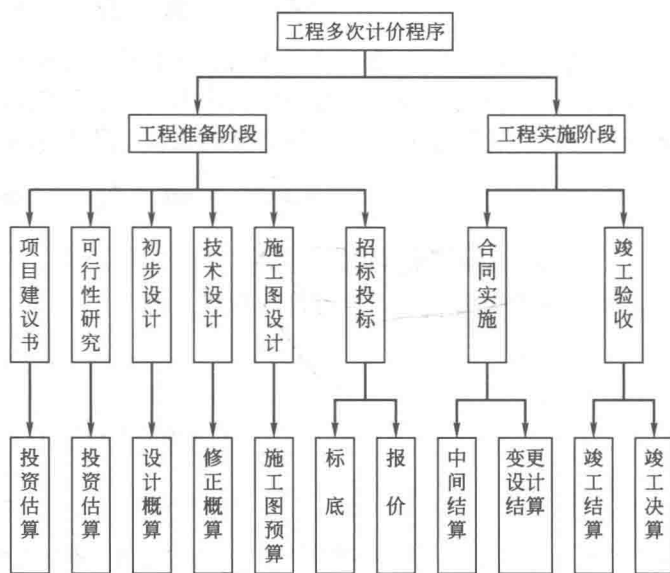 工程多次计价程序
工程准备阶段
工程实施阶段
项目建议书
可行性研究
初步设计
技术设计
施工图设计
招标投标
合同实施
竣工验收
投资估算
投资估算
设计概算
修正概算
施工图预算
标底
报价
中间结算
变更设计结算
竣工结算
竣工决算